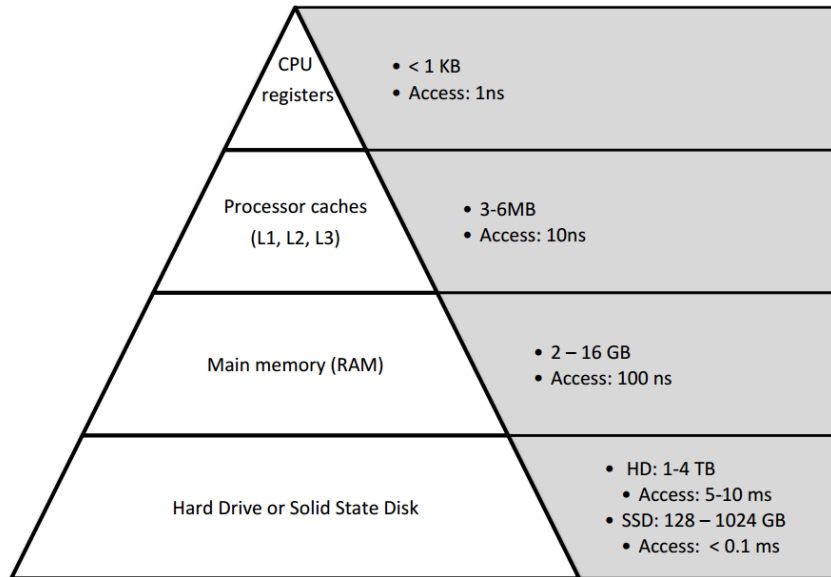 CPU
registers
• < 1 KB
• Access: 1ns
Processor caches
(L1, L2, L3)
• 3-6MB
• Access: 10ns
Main memory (RAM)
• 2 – 16 GB
• Access: 100 ns
Hard Drive or Solid State Disk
• HD: 1-4 TB
• Access: 5-10 ms
• SSD: 128 – 1024 GB
• Access: < 0.1 ms